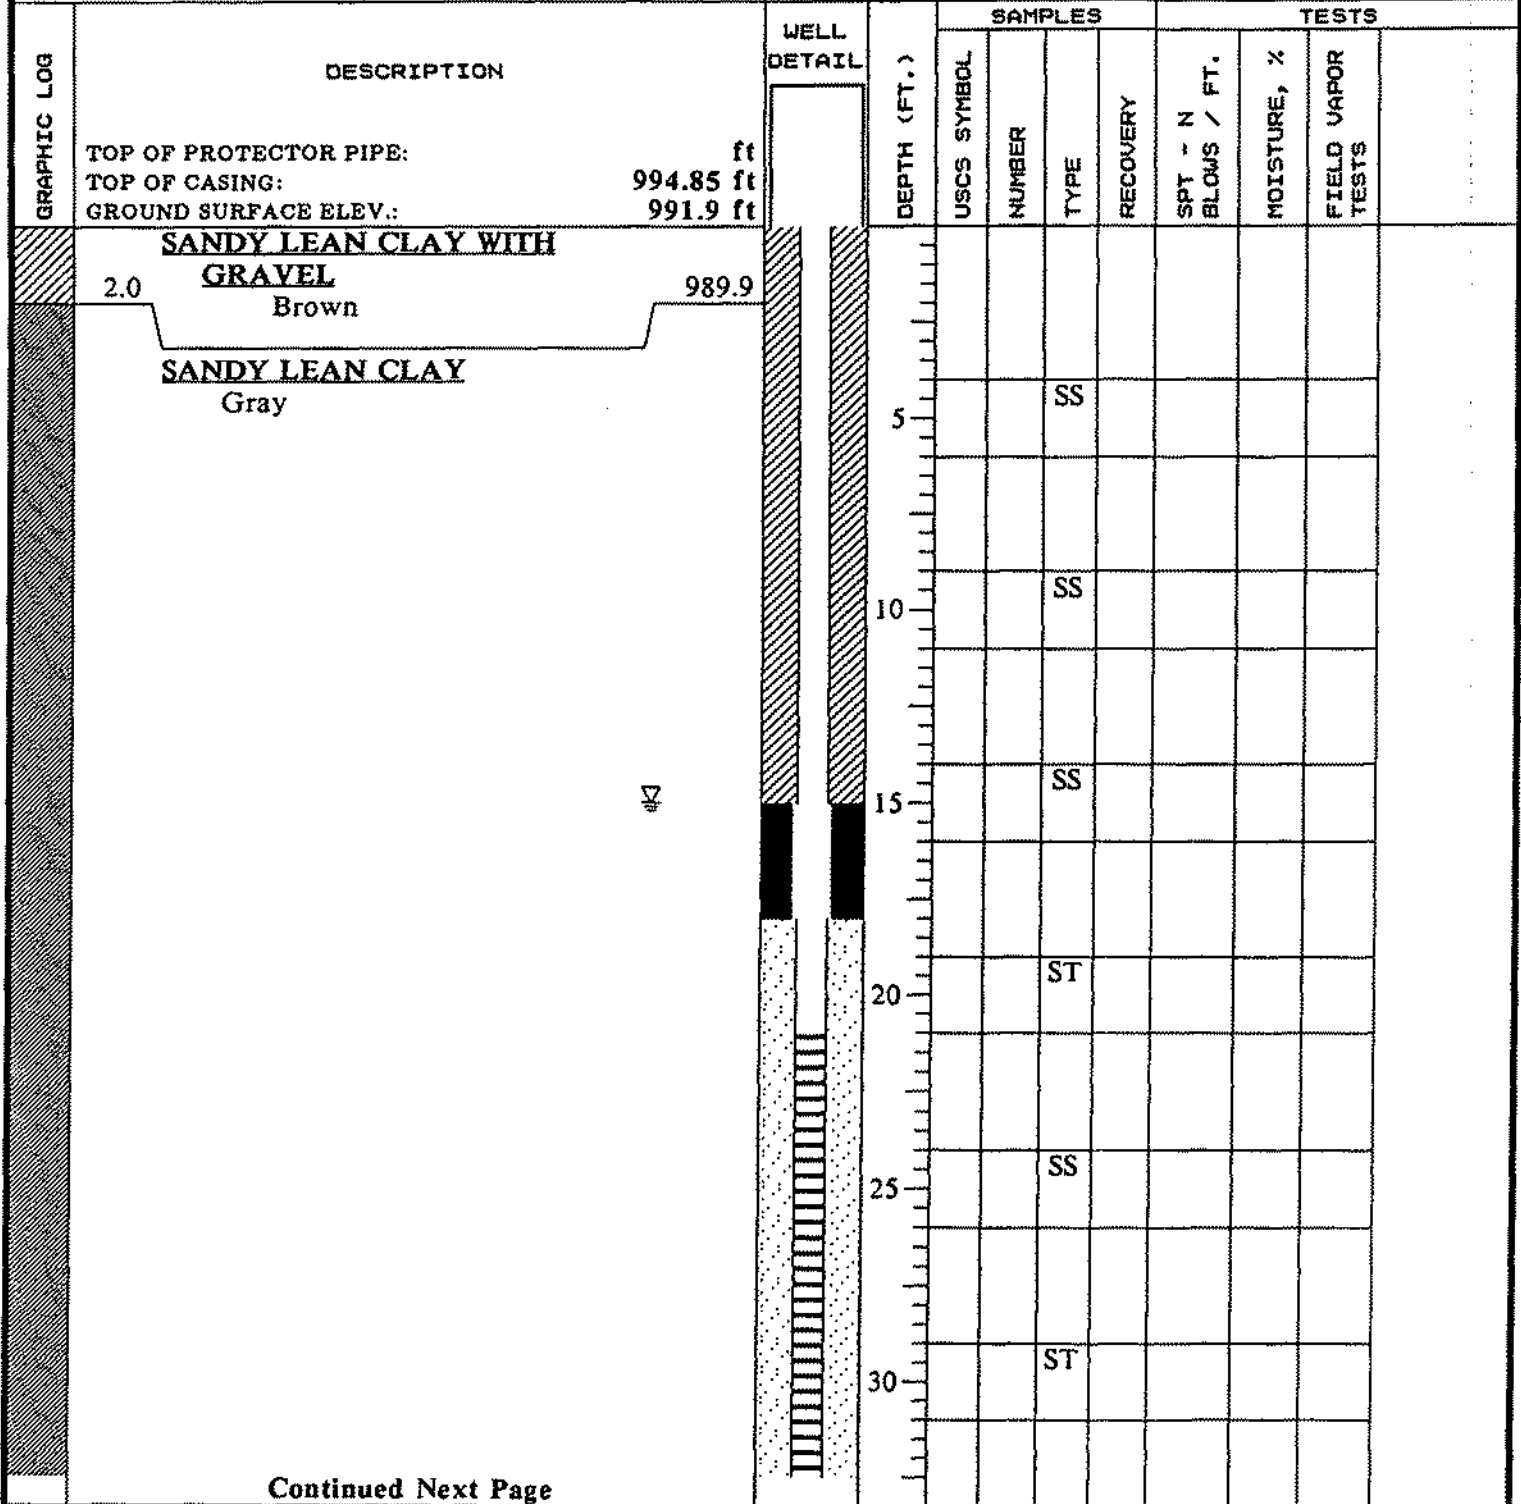 GRAPHIC LOG
DESCRIPTION
TOP OF PROTECTOR PIPE: ft
TOP OF CASING: 994.85 ft
GROUND SURFACE ELEV.: 991.9 ft
WELL
DETAIL
DEPTH (FT.)
SAMPLES
USCS SYMBOL
NUMBER
TYPE
RECOVERY
TESTS
SPT - N
BLOWS / FT.
MOISTURE, %
FIELD VAPOR
TESTS
SANDY LEAN CLAY WITH
GRAVEL
2.0 989.9
Brown
SANDY LEAN CLAY
Gray
SS
5
SS
10
SS
15
ST
20
SS
25
ST
30
Continued Next Page